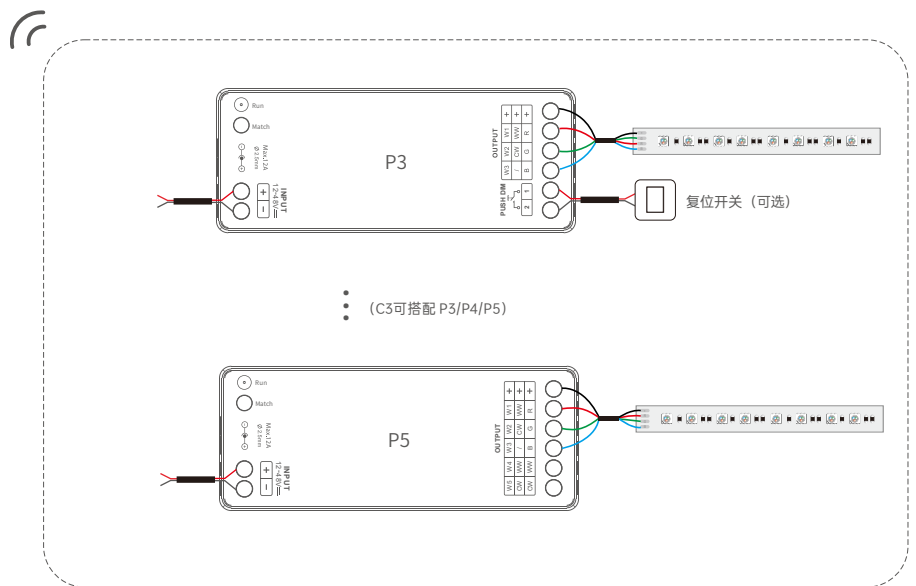 Run
Match
Max.12A
Ø 2.5mm
INPUT
12~48V
+
−
P3
OUTPUT
+ + +
W1 WW R
W2 CW G
W3 / B
PUSH DIM
1
2
复位开关（可选）
（C3可搭配 P3/P4/P5）
Run
Match
Max.12A
Ø 2.5mm
INPUT
12~48V
+
−
P5
OUTPUT
+ + +
W1 WW R
W2 CW G
W3 / B
W4 WW WW
W5 CW CW